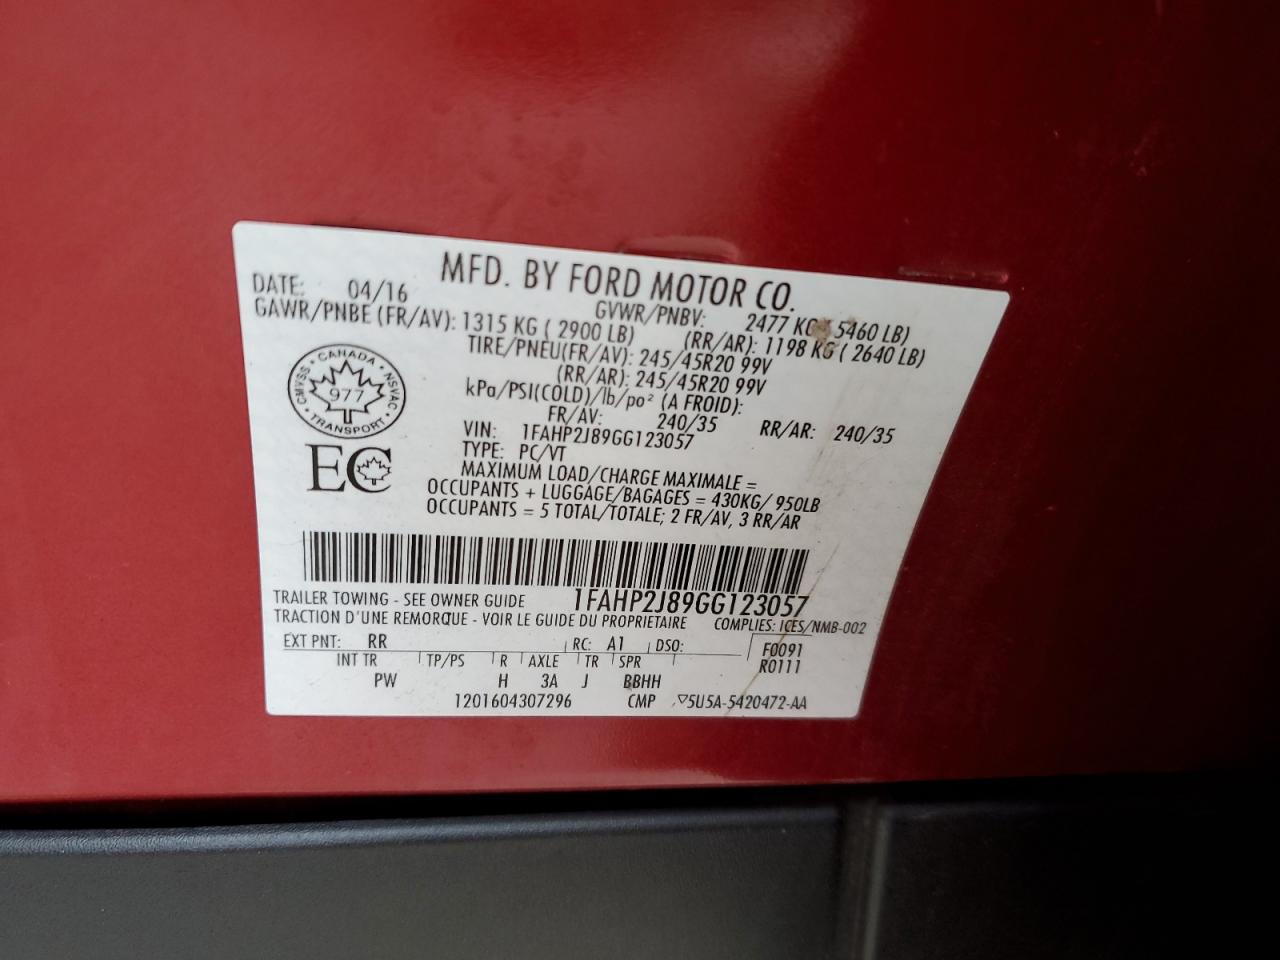 MFD. BY FORD MOTOR CO.
DATE: 04/16 GVWR/PNBV: 2477 KG 5460 LB)
GAWR/PNBE (FR/AV): 1315 KG ( 2900 LB) (RR/AR): 1198 KG ( 2640 LB)
TIRE/PNEU(FR/AV): 245/45R20 99V
(RR/AR): 245/45R20 99V
kPa/PSI(COLD)/lb/po² (A FROID):
FR/AV: 240/35 RR/AR: 240/35
VIN: 1FAHP2J89GG123057
TYPE: PC/VT
MAXIMUM LOAD/CHARGE MAXIMALE =
OCCUPANTS + LUGGAGE/BAGAGES = 430KG/ 950LB
OCCUPANTS = 5 TOTAL/TOTALE; 2 FR/AV, 3 RR/AR
CANADA
CMVSS • NSVAC
977
TRANSPORT
EC
1FAHP2J89GG123057
TRAILER TOWING - SEE OWNER GUIDE
TRACTION D'UNE REMORQUE - VOIR LE GUIDE DU PROPRIETAIRE COMPLIES: ICES/NMB-002
EXT PNT: RR RC: A1 DSO: F0091
INT TR TP/PS R AXLE TR SPR R0111
PW H 3A J BBHH
1201604307296 CMP ▽5U5A-5420472-AA